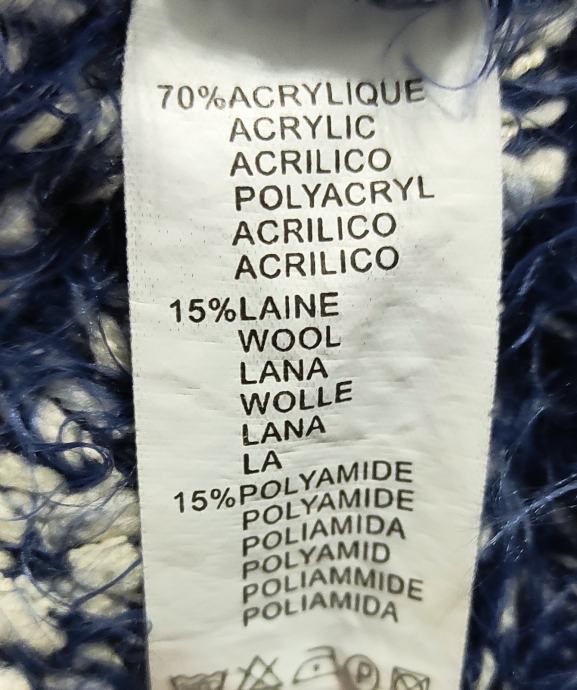 70%ACRYLIQUE
ACRYLIC
ACRILICO
POLYACRYL
ACRILICO
ACRILICO
15%LAINE
WOOL
LANA
WOLLE
LANA
LA
15%POLYAMIDE
POLYAMIDE
POLIAMIDA
POLYAMID
POLIAMMIDE
POLIAMIDA
P